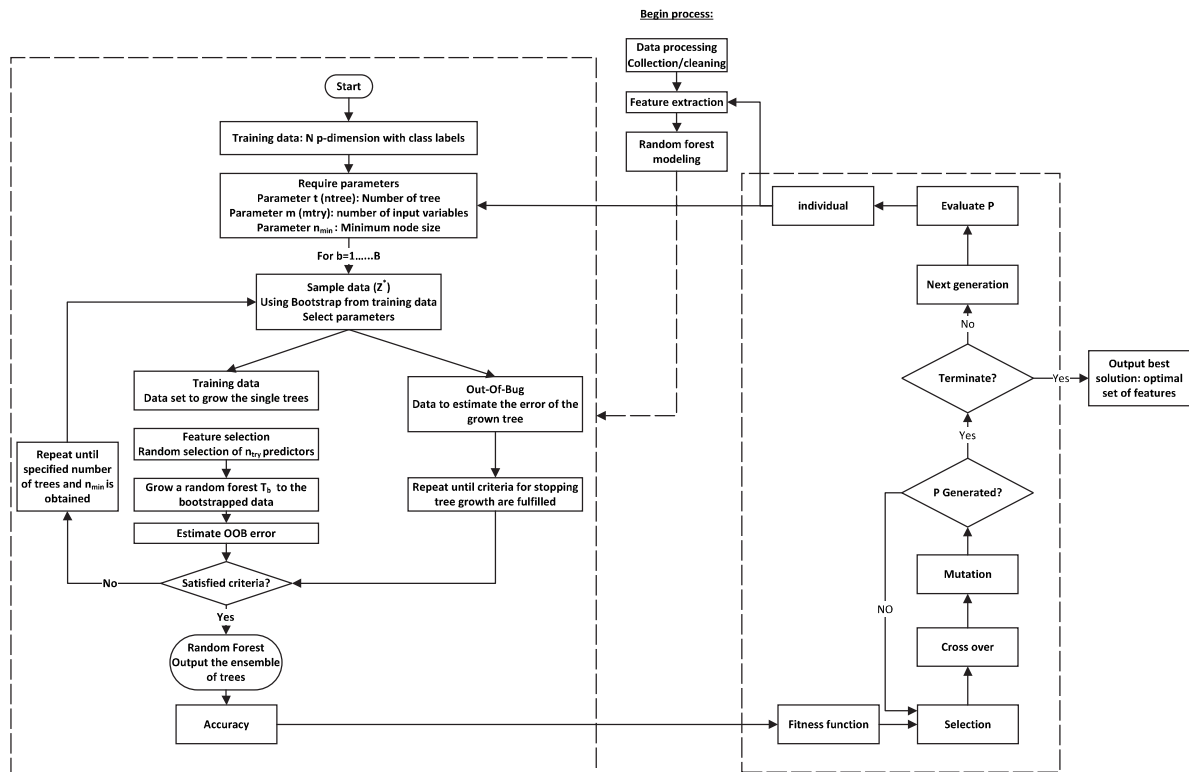 Begin process:
Data processing
Collection/cleaning
Feature extraction
Random forest
modeling
Start
Training data: N p-dimension with class labels
Require parameters
Parameter t (ntree): Number of tree
Parameter m (mtry): number of input variables
Parameter nmin : Minimum node size
For b=1......B
Sample data (Z*)
Using Bootstrap from training data
Select parameters
Training data
Data set to grow the single trees
Out-Of-Bug
Data to estimate the error of the
grown tree
Feature selection
Random selection of ntry predictors
Grow a random forest Tb to the
bootstrapped data
Estimate OOB error
Repeat until criteria for stopping
tree growth are fulfilled
Repeat until
specified number
of trees and nmin is
obtained
Satisfied criteria?
No
Yes
Random Forest
Output the ensemble
of trees
Accuracy
Fitness function
Selection
Cross over
Mutation
P Generated?
NO
Yes
Terminate?
Yes
Output best
solution: optimal
set of features
No
Next generation
Evaluate P
individual